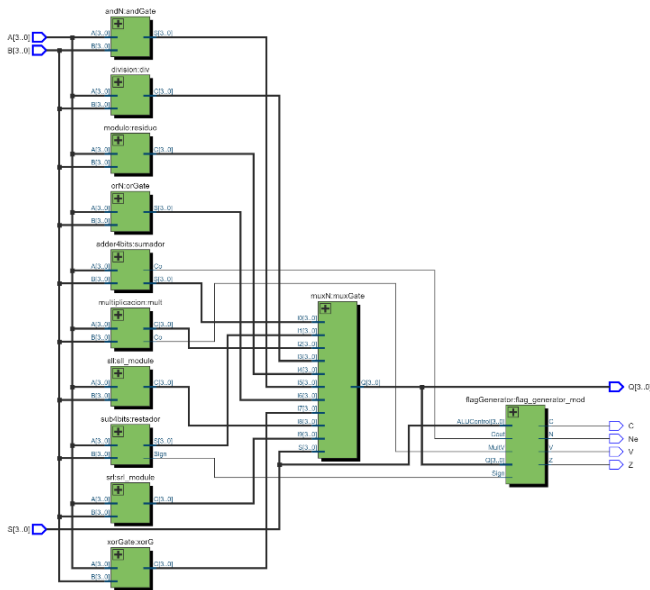 andN:andGate
A[3..0]
B[3..0]
A[3..0]
B[3..0]
S[3..0]
division:div
A[3..0]
B[3..0]
C[3..0]
modulo:residuo
A[3..0]
B[3..0]
C[3..0]
orN:orGate
A[3..0]
B[3..0]
S[3..0]
adder4bits:sumador
A[3..0]
B[3..0]
Co
S[3..0]
multiplicacion:mult
A[3..0]
B[3..0]
C[3..0]
Co
sll:sll_module
A[3..0]
B[3..0]
C[3..0]
sub4bits:restador
A[3..0]
B[3..0]
S[3..0]
Sign
srl:srl_module
A[3..0]
B[3..0]
C[3..0]
S[3..0]
xorGate:xorG
A[3..0]
B[3..0]
C[3..0]
muxN:muxGate
I0[3..0]
I1[3..0]
I2[3..0]
I3[3..0]
I4[3..0]
I5[3..0]
I6[3..0]
I7[3..0]
I8[3..0]
I9[3..0]
S[3..0]
Q[3..0]
Q[3..0]
flagGenerator:flag_generator_mod
ALUControl[3..0]
Cout
MultV
Q[3..0]
Sign
C
N
V
Z
C
Ne
V
Z